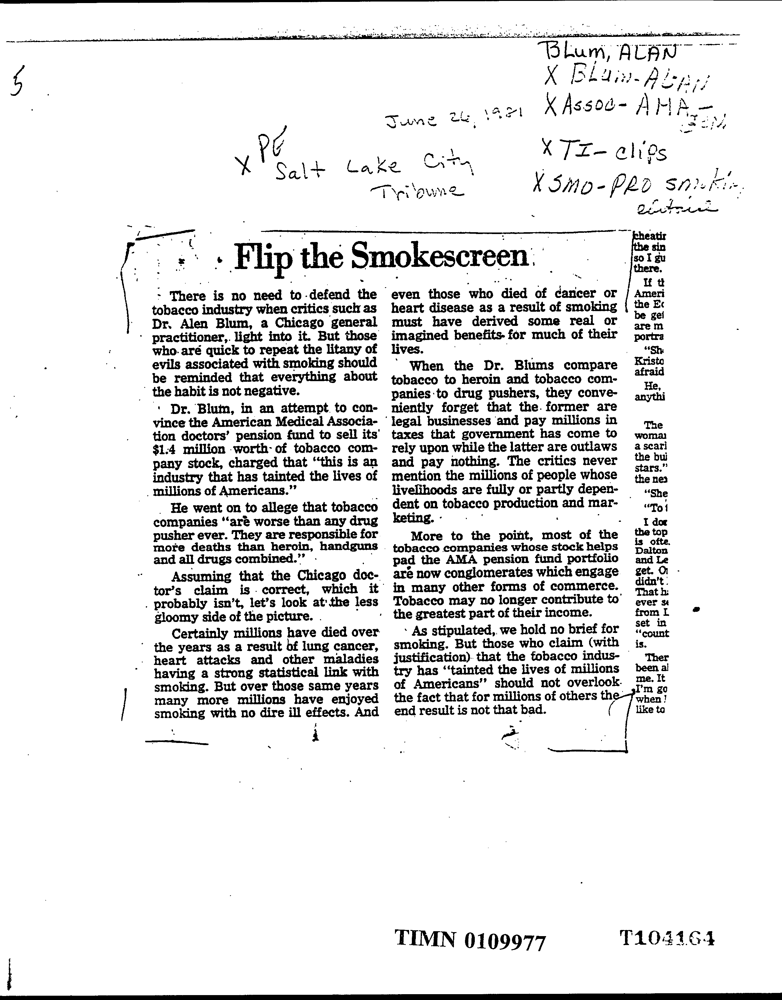 5
BLUM, ALAN
X BLUM-ALAN
X Assoc-AMA-
June 26, 1981
X PE
Salt Lake City
Tribune
X TI-clips
X SMO-PRO smoking
Flip the Smokescreen
There is no need to defend the
tobacco industry when critics such as
Dr. Alen Blum, a Chicago general
practitioner, light into it. But those
who are quick to repeat the litany of
evils associated with smoking should
be reminded that everything about
the habit is not negative.
Dr. Blum, in an attempt to con-
vince the American Medical Associa-
tion doctors' pension fund to sell its
$1.4 million worth of tobacco com-
pany stock, charged that "this is an
industry that has tainted the lives of
millions of Americans."
He went on to allege that tobacco
companies "are worse than any drug
pusher ever. They are responsible for
more deaths than heroin, handguns
and all drugs combined."
Assuming that the Chicago doc-
tor's claim is correct, which it
probably isn't, let's look at the less
gloomy side of the picture.
Certainly millions have died over
the years as a result of lung cancer,
heart attacks and other maladies
having a strong statistical link with
smoking. But over those same years
many more millions have enjoyed
smoking with no dire ill effects. And
even those who died of cancer or
heart disease as a result of smoking
must have derived some real or
imagined benefits for much of their
lives.
When the Dr. Blums compare
tobacco to heroin and tobacco com-
panies to drug pushers, they conve-
niently forget that the former are
legal businesses and pay millions in
taxes that government has come to
rely upon while the latter are outlaws
and pay nothing. The critics never
mention the millions of people whose
livelihoods are fully or partly depen-
dent on tobacco production and mar-
keting.
More to the point, most of the
tobacco companies whose stock helps
pad the AMA pension fund portfolio
are now conglomerates which engage
in many other forms of commerce.
Tobacco may no longer contribute to
the greatest part of their income.
As stipulated, we hold no brief for
smoking. But those who claim (with
justification) that the tobacco indus-
try has "tainted the lives of millions
of Americans" should not overlook
the fact that for millions of others the
end result is not that bad.
cheatir
the sin
so I gu
there.
If th
Ameri
the Ec
be get
are m
portra
"Sh
Kristo
afraid
He,
anythi
The
woman
a scarl
the bui
stars."
the nex
"She
"To
I don
the top
is ofte
Dalton
and Le
get. O
didn't
That h
ever se
from L
set in
"count
is.
Ther
been al
me. It
I'm go
when
like to
TIMN 0109977
T104164